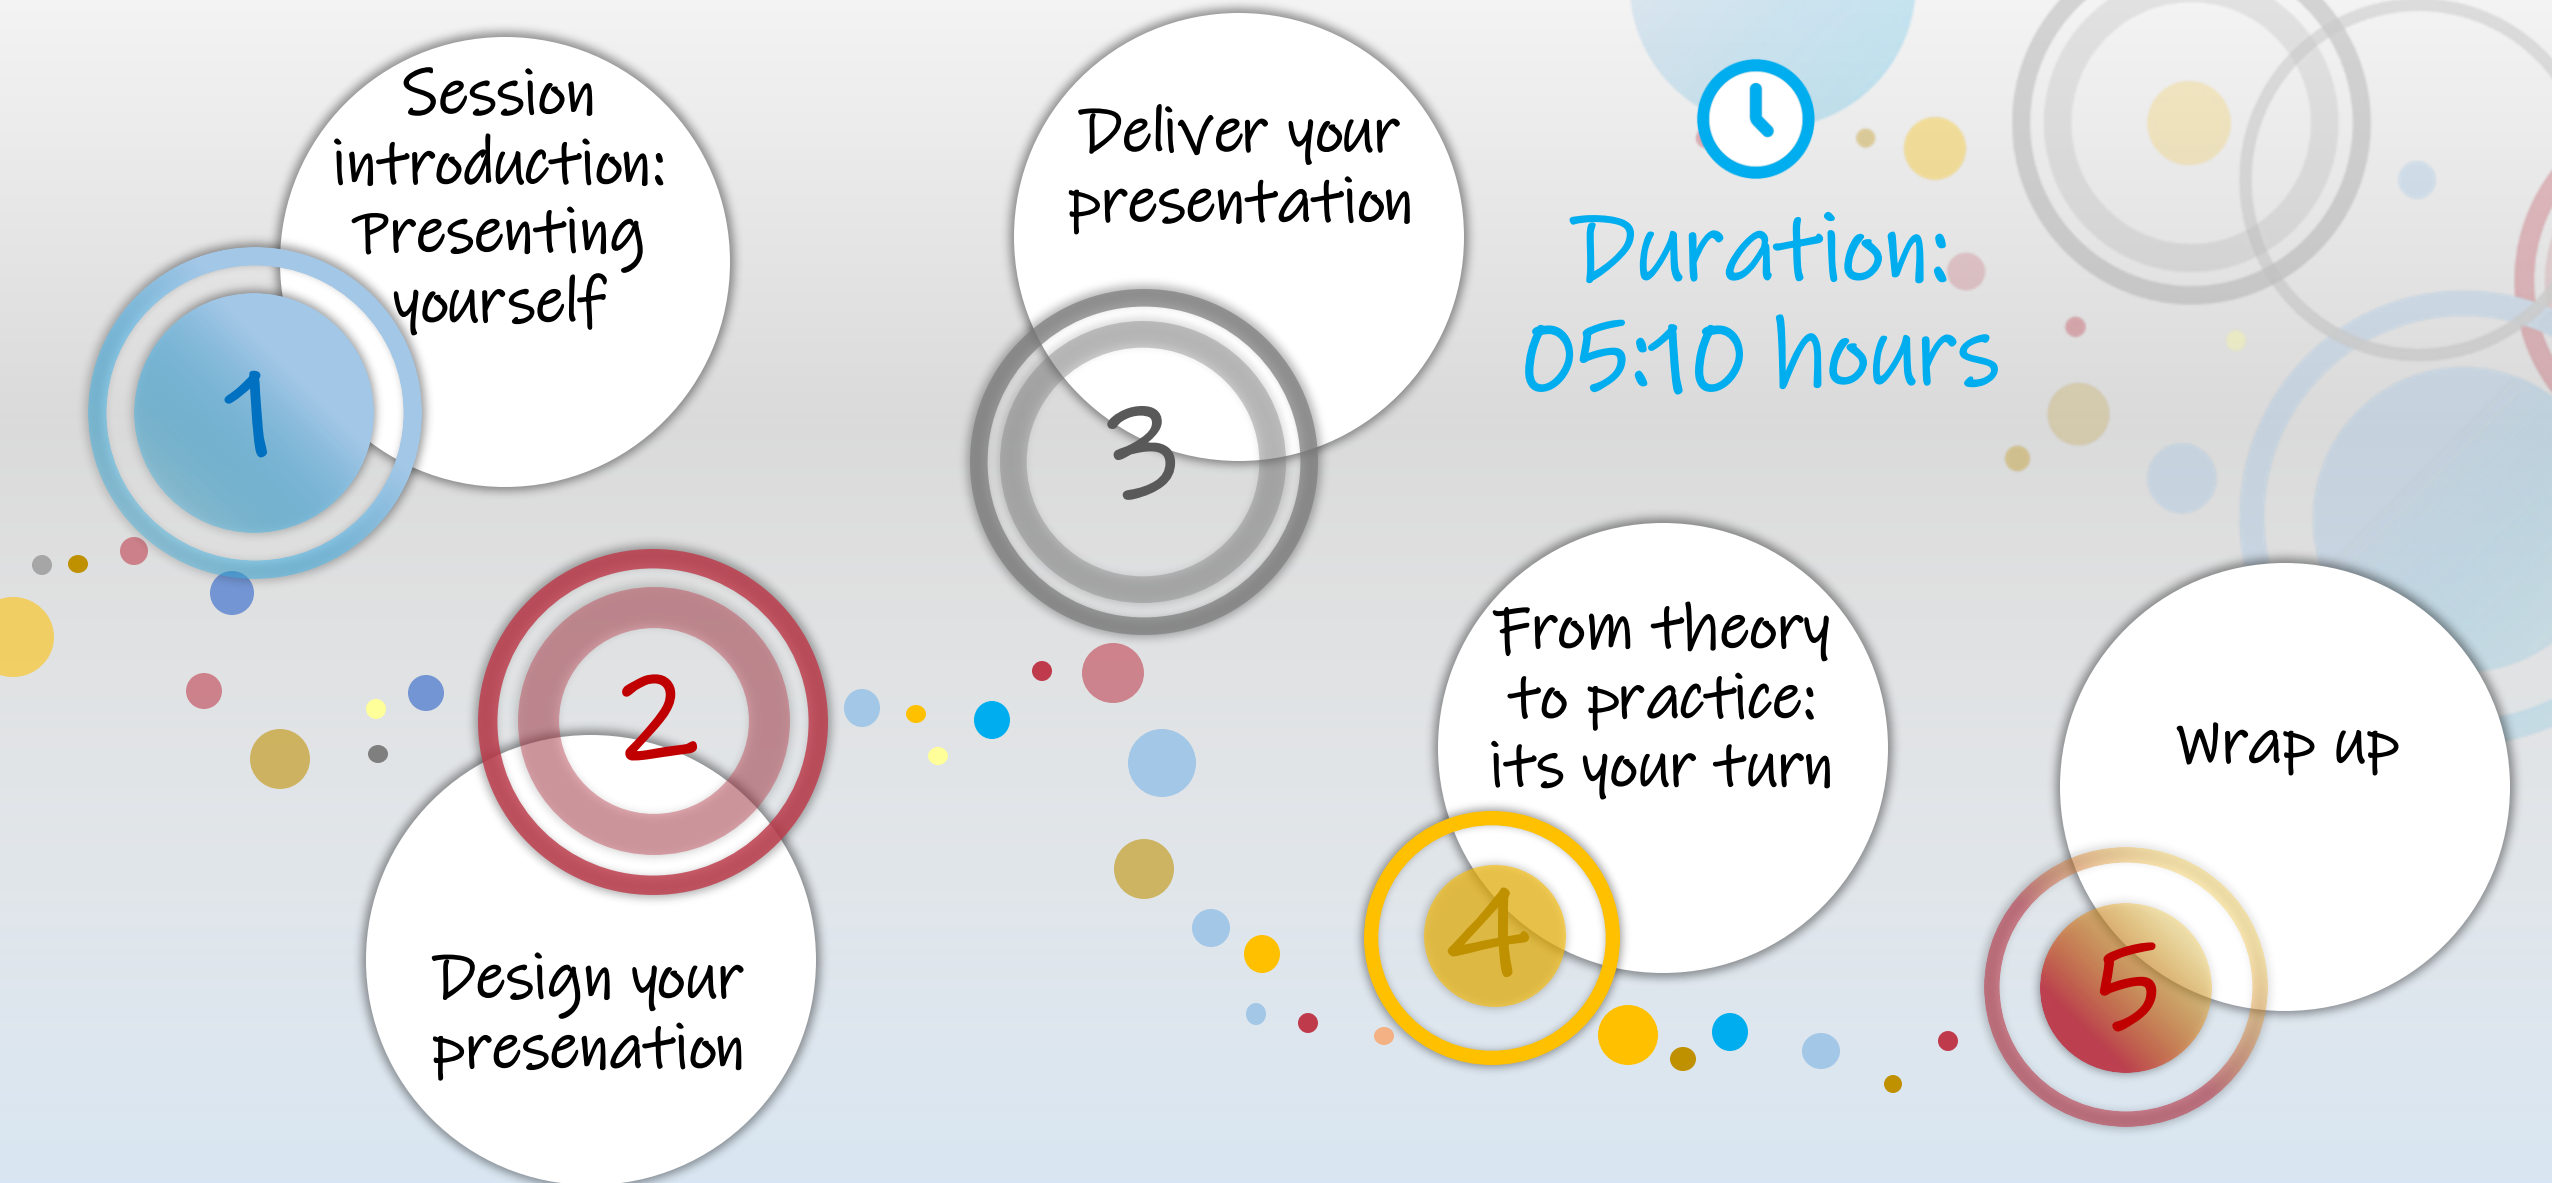 Session
introduction:
Presenting
yourself
1
2
Design your
presenation
Deliver your
presentation
3
Duration:
05:10 hours
From theory
to practice:
its your turn
4
Wrap up
5